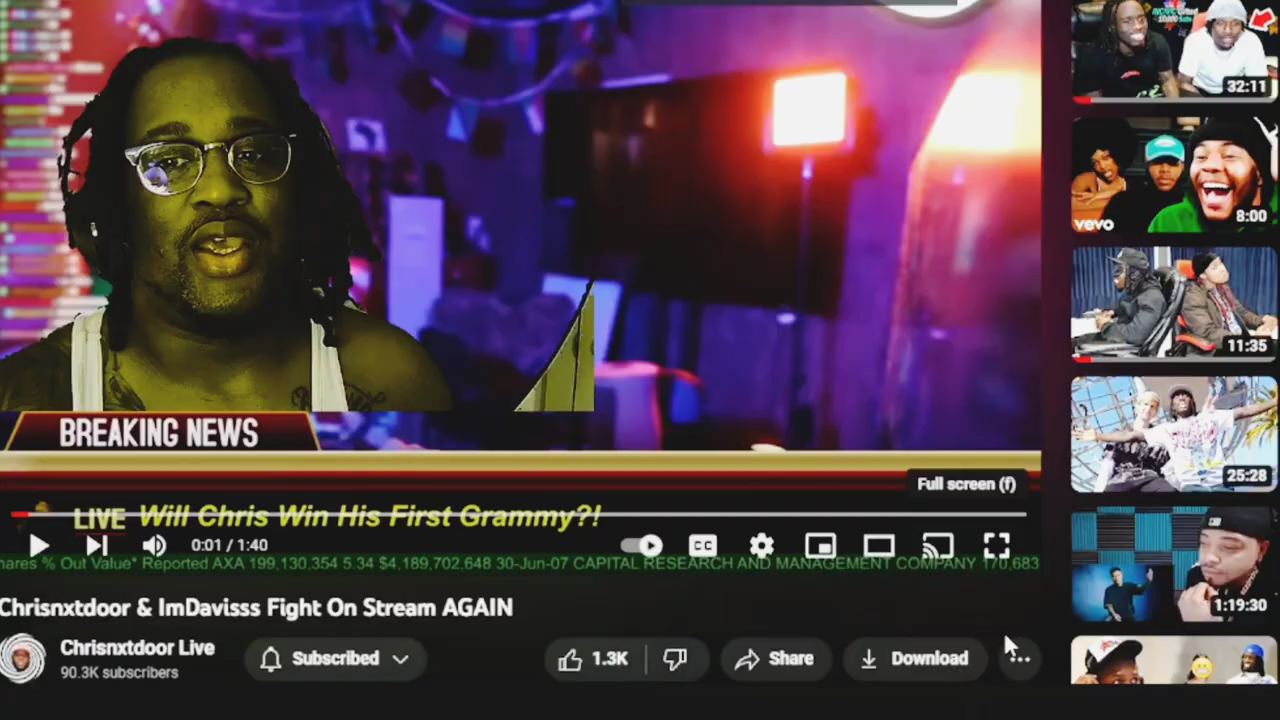 32:11
vevo
8:00
11:35
25:28
1:19:30
BREAKING NEWS
Full screen (f)
LIVE Will Chris Win His First Grammy?!
0:01 / 1:40
CC
hares % Out Value* Reported AXA 199,130,354 5.34 $4,189,702,648 30-Jun-07 CAPITAL RESEARCH AND MANAGEMENT COMPANY 170,683
Chrisnxtdoor & ImDavisss Fight On Stream AGAIN
Chrisnxtdoor Live
90.3K subscribers
Subscribed
1.3K
Share
Download